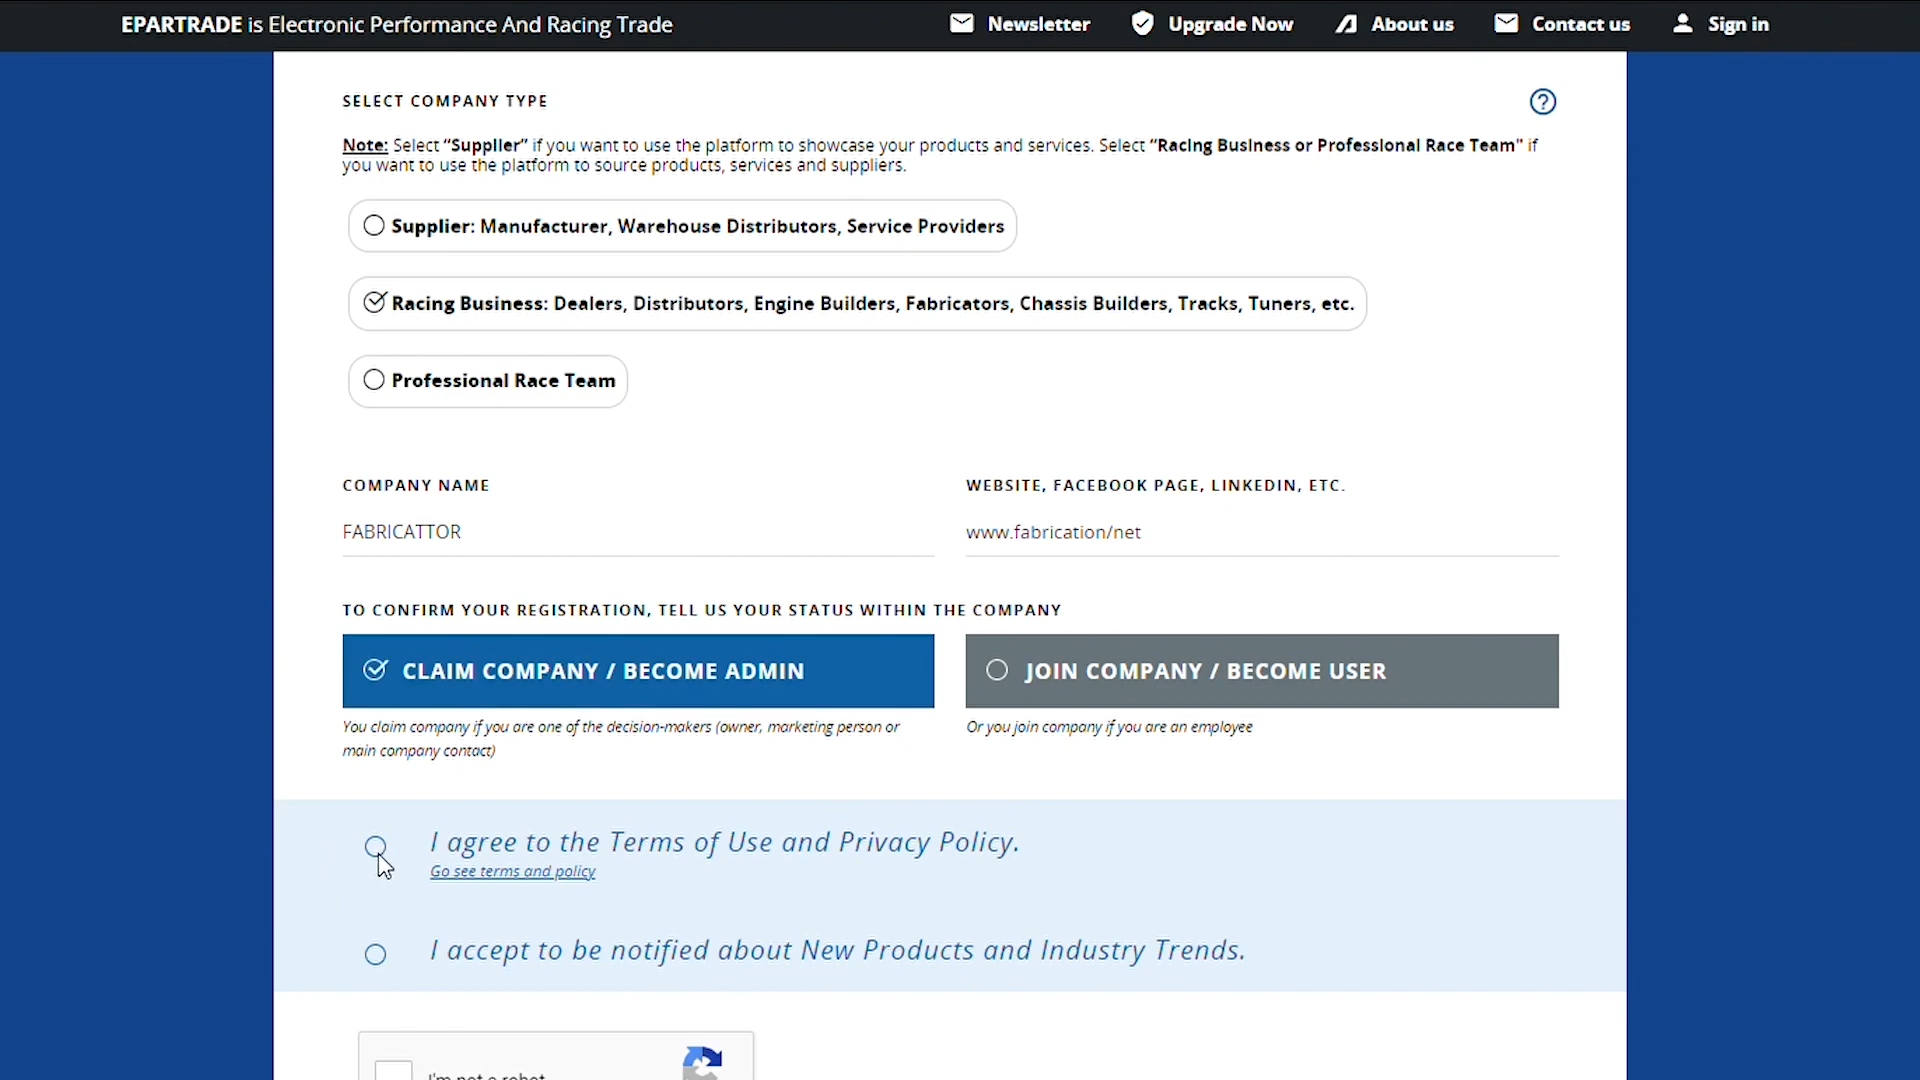 EPARTRADE is Electronic Performance And Racing Trade
Newsletter
Upgrade Now
About us
Contact us
Sign in
SELECT COMPANY TYPE
Note: Select “Supplier” if you want to use the platform to showcase your products and services. Select “Racing Business or Professional Race Team" if
you want to use the platform to source products, services and suppliers.
Supplier: Manufacturer, Warehouse Distributors, Service Providers
Racing Business: Dealers, Distributors, Engine Builders, Fabricators, Chassis Builders, Tracks, Tuners, etc.
Professional Race Team
COMPANY NAME
FABRICATTOR
WEBSITE, FACEBOOK PAGE, LINKEDIN, ETC.
www.fabrication/net
TO CONFIRM YOUR REGISTRATION, TELL US YOUR STATUS WITHIN THE COMPANY
CLAIM COMPANY / BECOME ADMIN
You claim company if you are one of the decision-makers (owner, marketing person or
main company contact)
JOIN COMPANY / BECOME USER
Or you join company if you are an employee
I agree to the Terms of Use and Privacy Policy.
Go see terms and policy
I accept to be notified about New Products and Industry Trends.
I'm not a robot